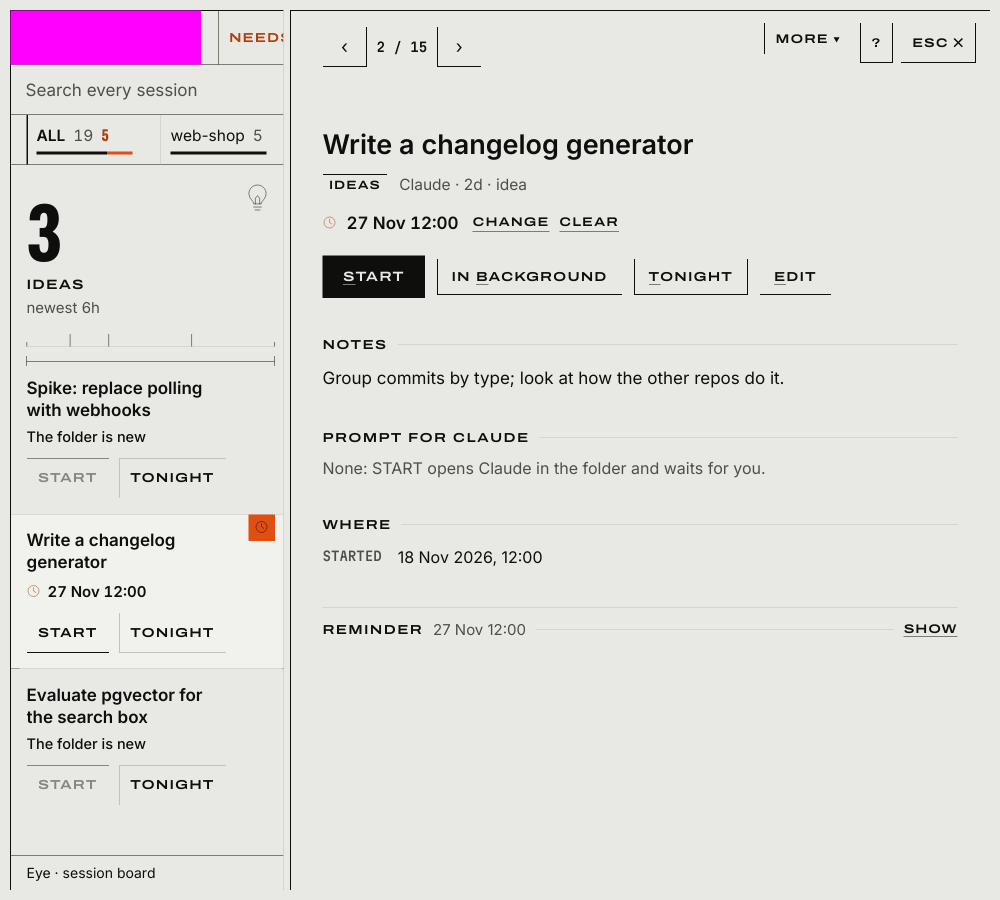 NEEDS
Search every session
ALL 19 5
web-shop 5
3
IDEAS
newest 6h
Spike: replace polling
with webhooks
The folder is new
START TONIGHT
Write a changelog
generator
27 Nov 12:00
START TONIGHT
Evaluate pgvector for
the search box
The folder is new
START TONIGHT
Eye · session board
‹ 2 / 15 ›
MORE ▾ ? ESC ✕
Write a changelog generator
IDEAS Claude · 2d · idea
27 Nov 12:00 CHANGE CLEAR
START IN BACKGROUND TONIGHT EDIT
NOTES
Group commits by type; look at how the other repos do it.
PROMPT FOR CLAUDE
None: START opens Claude in the folder and waits for you.
WHERE
STARTED 18 Nov 2026, 12:00
REMINDER 27 Nov 12:00 SHOW